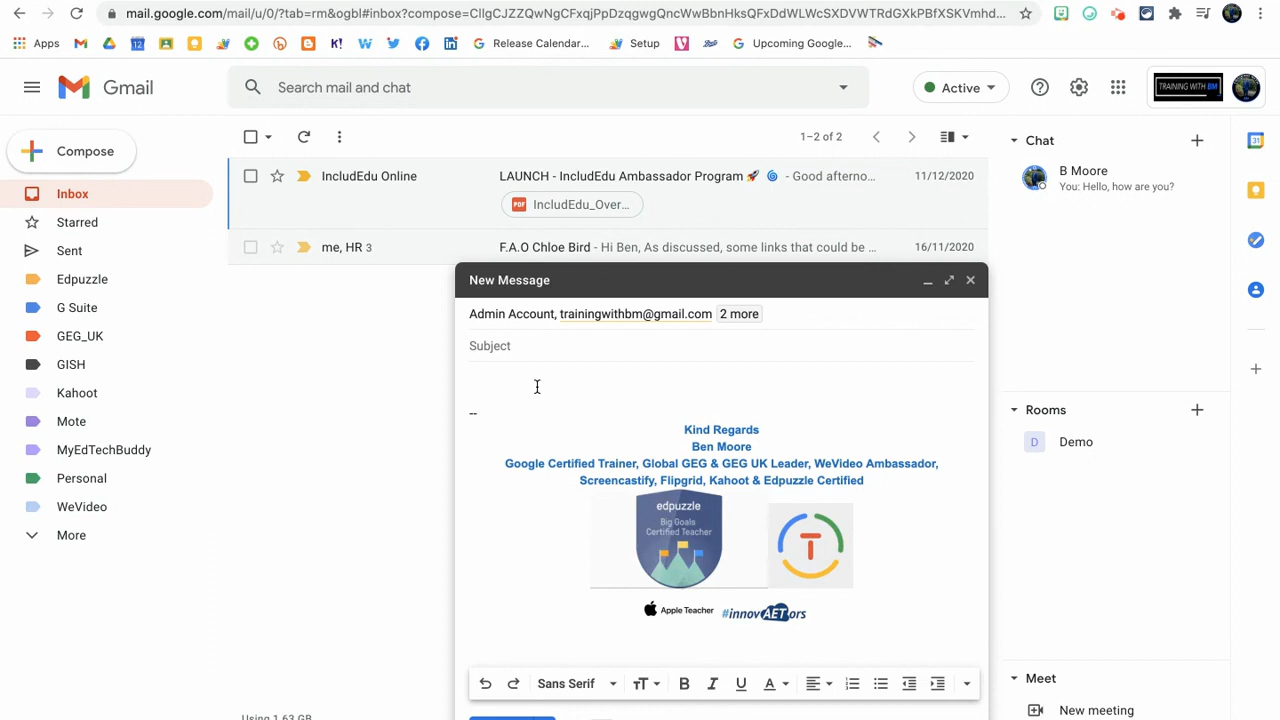 mail.google.com/mail/u/0/?tab=rm&ogbl#inbox?compose=CllgCJZZQwNgCFxqjPpDzqgwgQncWwBbnHksQFxDdWLWcSXDVWTRdGXkPBfXSKVmhd...
Apps
Release Calendar...
Setup
Upcoming Google...
Gmail
Search mail and chat
Active
TRAINING WITH BM
Compose
1–2 of 2
Chat
B Moore
You: Hello, how are you?
Inbox
IncludEdu Online
LAUNCH - IncludEdu Ambassador Program 🚀 🌀 - Good afterno...
11/12/2020
PDF IncludEdu_Over...
Starred
Sent
me, HR 3
F.A.O Chloe Bird - Hi Ben, As discussed, some links that could be ...
16/11/2020
Edpuzzle
G Suite
GEG_UK
GISH
Kahoot
Mote
MyEdTechBuddy
Personal
WeVideo
More
New Message
Admin Account, trainingwithbm@gmail.com 2 more
Subject
--
Kind Regards
Ben Moore
Google Certified Trainer, Global GEG & GEG UK Leader, WeVideo Ambassador,
Screencastify, Flipgrid, Kahoot & Edpuzzle Certified
edpuzzle
Big Goals
Certified Teacher
T
Apple Teacher
#innovAETors
Sans Serif
Rooms
D Demo
Meet
New meeting
Using 1.63 GB